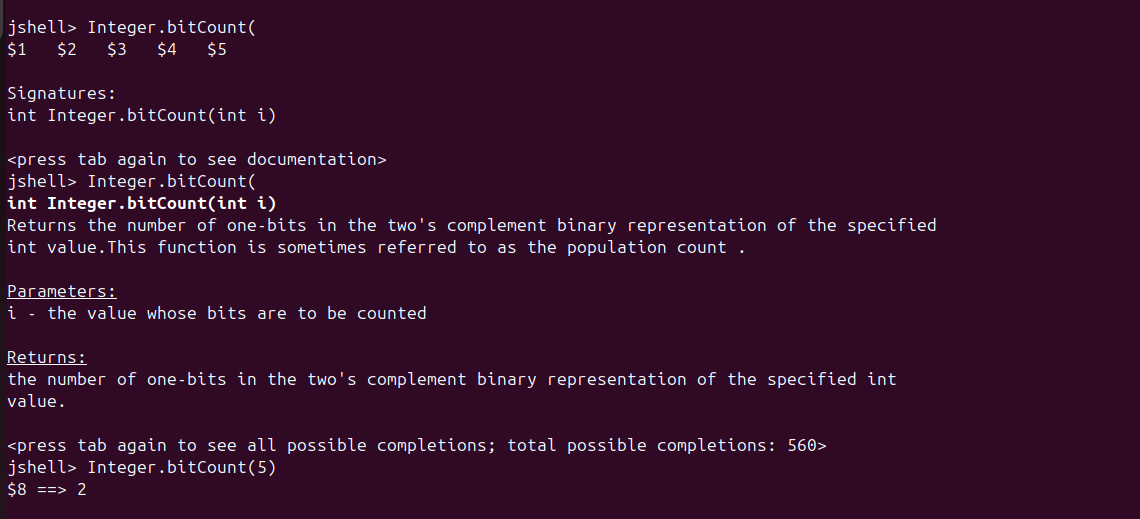 jshell> Integer.bitCount(
$1   $2   $3   $4   $5
Signatures:
int Integer.bitCount(int i)
<press tab again to see documentation>
jshell> Integer.bitCount(
int Integer.bitCount(int i)
Returns the number of one-bits in the two's complement binary representation of the specified
int value.This function is sometimes referred to as the population count .
Parameters:
i - the value whose bits are to be counted
Returns:
the number of one-bits in the two's complement binary representation of the specified int
value.
<press tab again to see all possible completions; total possible completions: 560>
jshell> Integer.bitCount(5)
$8 ==> 2